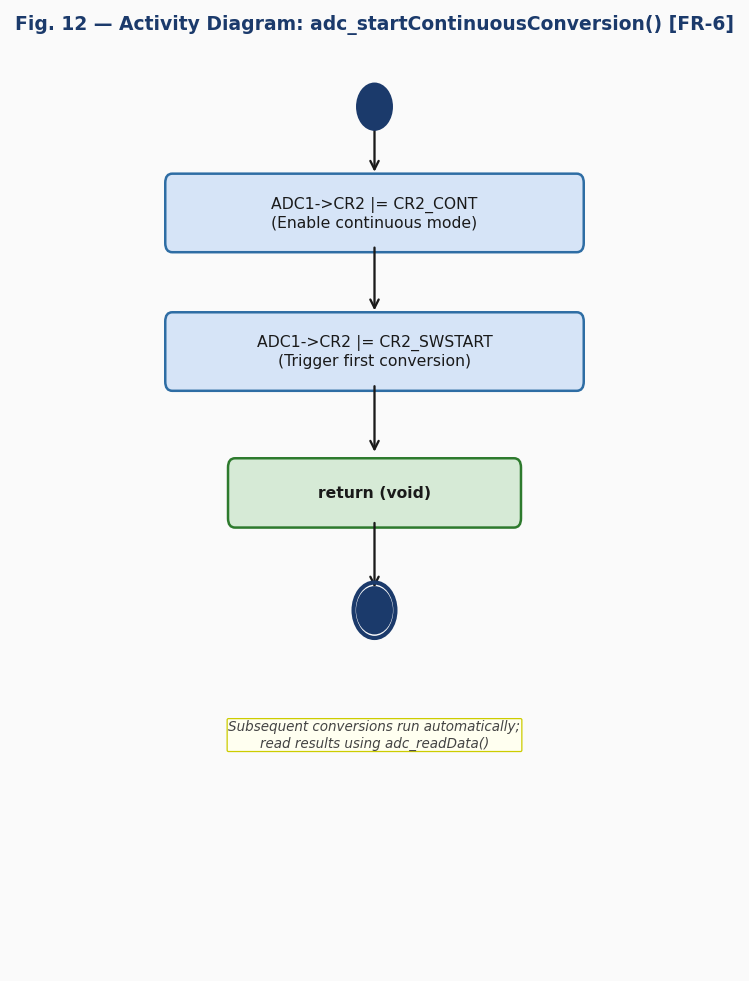 Fig. 12 — Activity Diagram: adc_startContinuousConversion() [FR-6]
ADC1->CR2 |= CR2_CONT
(Enable continuous mode)
ADC1->CR2 |= CR2_SWSTART
(Trigger first conversion)
return (void)
Subsequent conversions run automatically;
read results using adc_readData()